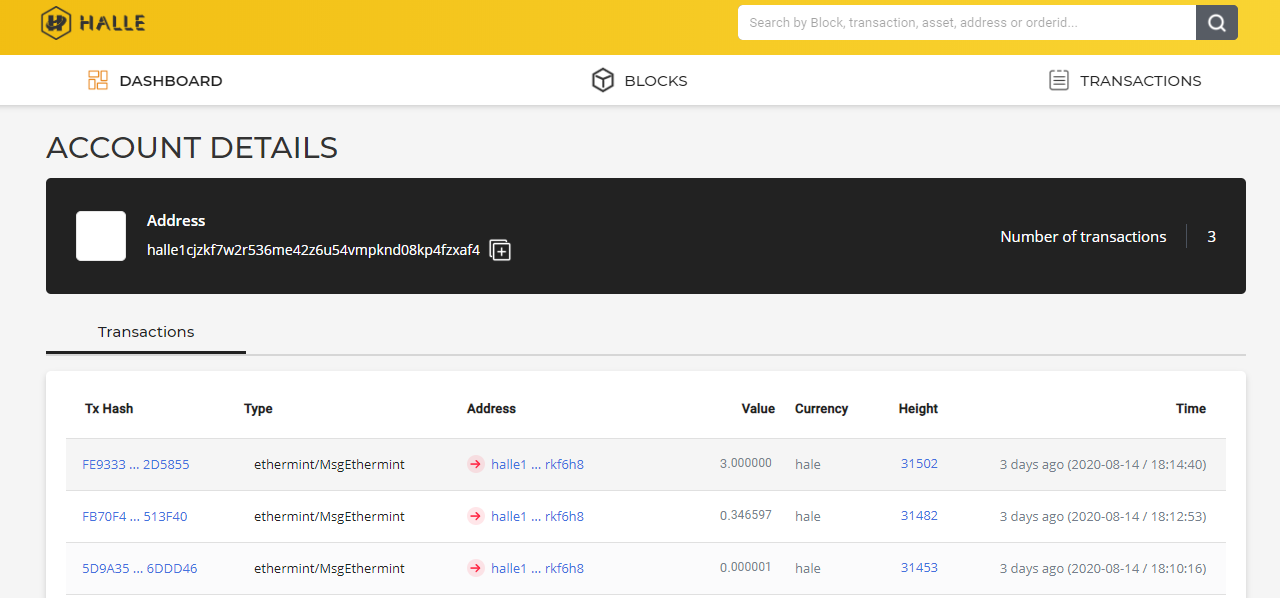 HALLE
Search by Block, transaction, asset, address or orderid...
DASHBOARD BLOCKS TRANSACTIONS
ACCOUNT DETAILS
Address
halle1cjzkf7w2r536me42z6u54vmpknd08kp4fzxaf4
Number of transactions 3
Transactions
Tx Hash Type Address Value Currency Height Time
FE9333 ... 2D5855 ethermint/MsgEthermint halle1 ... rkf6h8 3.000000 hale 31502 3 days ago (2020-08-14 / 18:14:40)
FB70F4 ... 513F40 ethermint/MsgEthermint halle1 ... rkf6h8 0.346597 hale 31482 3 days ago (2020-08-14 / 18:12:53)
5D9A35 ... 6DDD46 ethermint/MsgEthermint halle1 ... rkf6h8 0.000001 hale 31453 3 days ago (2020-08-14 / 18:10:16)